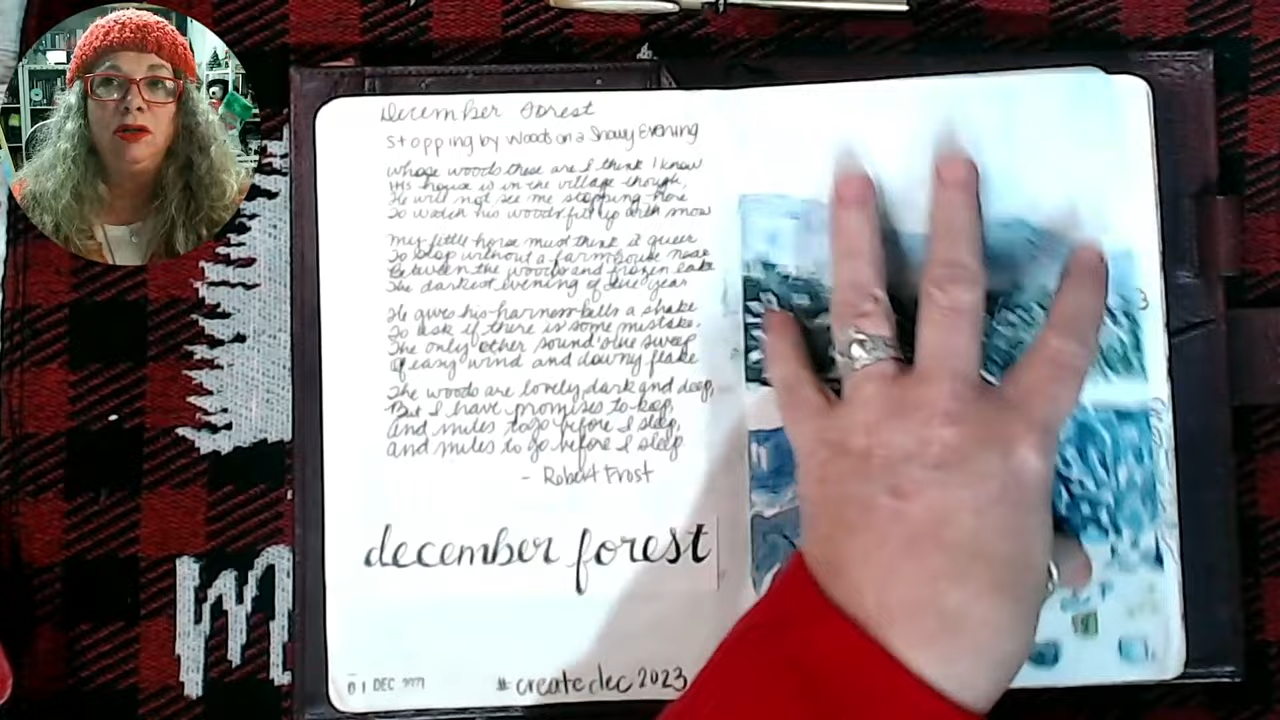 December Forest
Stopping by Woods on a Snowy Evening
whose woods these are I think I know
His house is in the village though,
He will not see me stopping here
To watch his woods fill up with snow
My little horse must think it queer
To stop without a farmhouse near
Between the woods and frozen lake
The darkest evening of the year
He gives his harness bells a shake
To ask if there is some mistake.
The only other sound's the sweep
of easy wind and downy flake
The woods are lovely dark and deep,
But I have promises to keep,
and miles to go before I sleep,
and miles to go before I sleep
- Robert Frost
december forest
01 DEC
#createdec2023
m
3